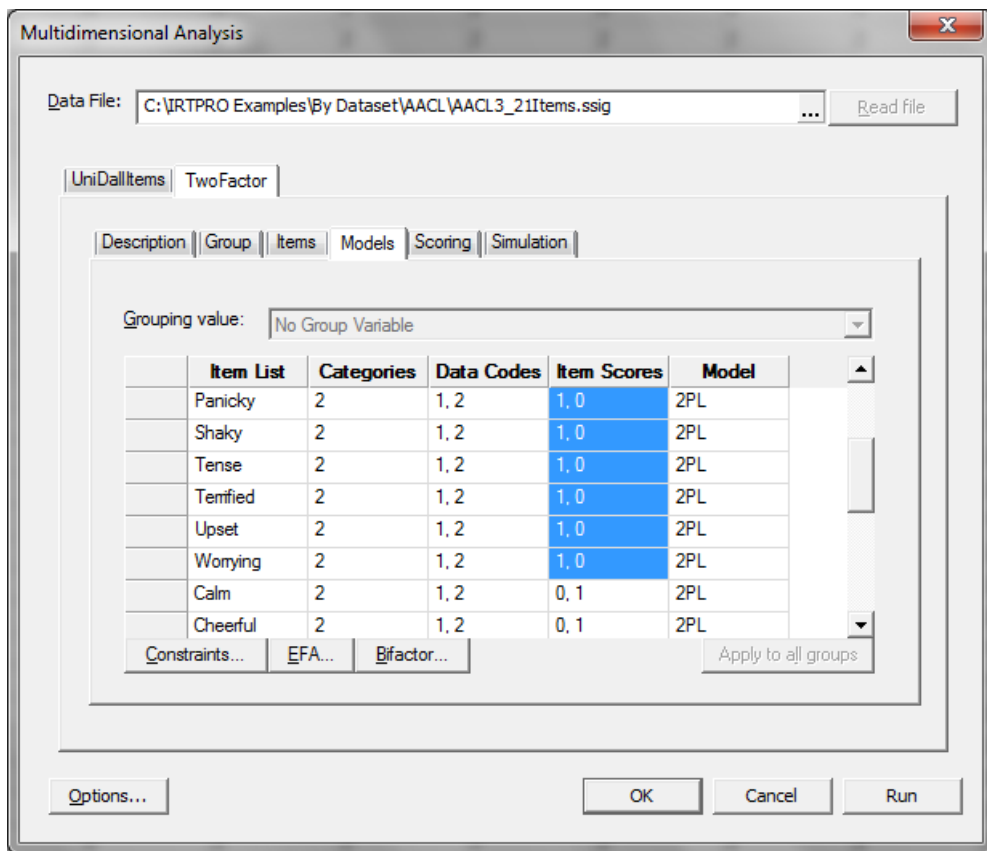 Multidimensional Analysis
Data File: C:\IRTPRO Examples\By Dataset\AACL\AACL3_21Items.ssig ... Read file
UniDallItems TwoFactor
Description Group Items Models Scoring Simulation
Grouping value: No Group Variable
Item List Categories Data Codes Item Scores Model
Panicky 2 1, 2 1, 0 2PL
Shaky 2 1, 2 1, 0 2PL
Tense 2 1, 2 1, 0 2PL
Terrified 2 1, 2 1, 0 2PL
Upset 2 1, 2 1, 0 2PL
Worrying 2 1, 2 1, 0 2PL
Calm 2 1, 2 0, 1 2PL
Cheerful 2 1, 2 0, 1 2PL
Constraints... EFA... Bifactor... Apply to all groups
Options... OK Cancel Run